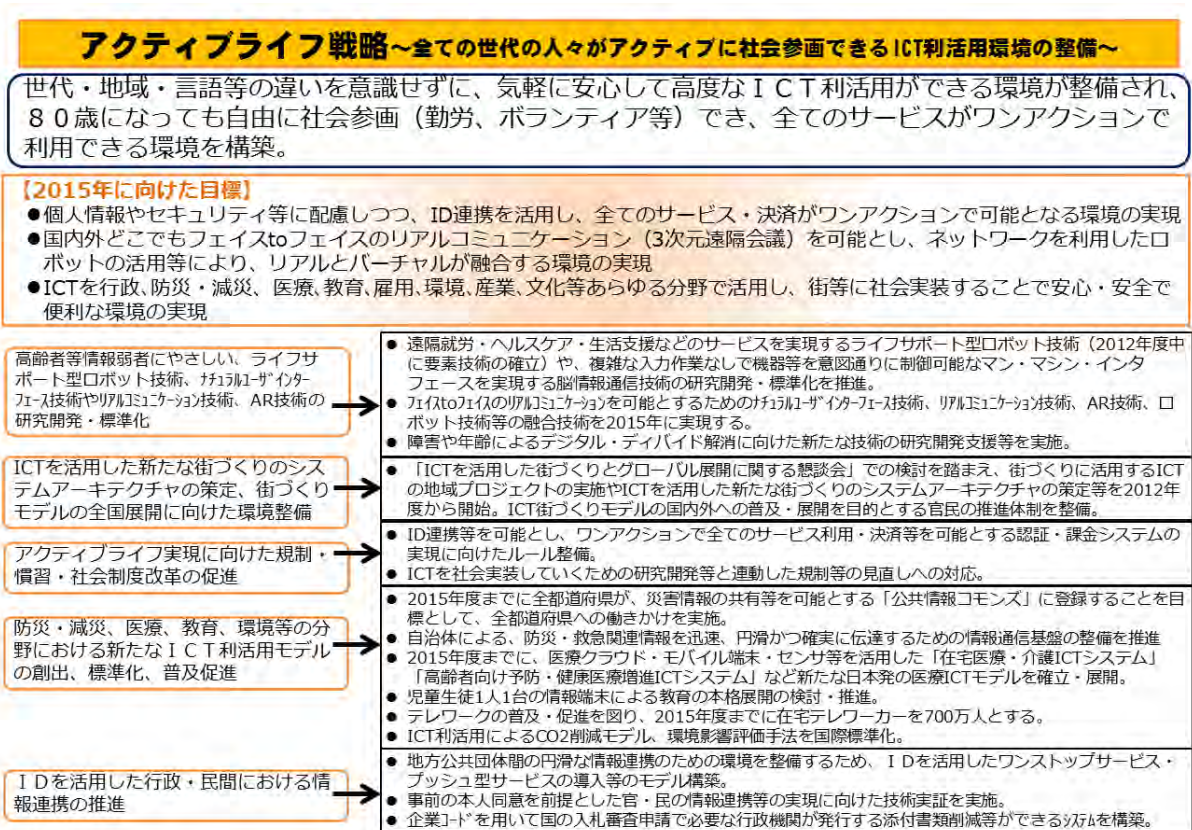 アクティブライフ戦略～全ての世代の人々がアクティブに社会参画できるICT利活用環境の整備～
世代・地域・言語等の違いを意識せずに、気軽に安心して高度なＩＣＴ利活用ができる環境が整備され、
８０歳になっても自由に社会参画（勤労、ボランティア等）でき、全てのサービスがワンアクションで
利用できる環境を構築。
【2015年に向けた目標】
●個人情報やセキュリティ等に配慮しつつ、ID連携を活用し、全てのサービス・決済がワンアクションで可能となる環境の実現
●国内外どこでもフェイスtoフェイスのリアルコミュニケーション（3次元遠隔会議）を可能とし、ネットワークを利用したロ
ボットの活用等により、リアルとバーチャルが融合する環境の実現
●ICTを行政、防災・減災、医療、教育、雇用、環境、産業、文化等あらゆる分野で活用し、街等に社会実装することで安心・安全で
便利な環境の実現
高齢者等情報弱者にやさしい、ライフサ
ポート型ロボット技術、ﾅﾁｭﾗﾙﾕｰｻﾞｲﾝﾀｰ
ﾌｪｰｽ技術やﾘｱﾙｺﾐｭﾆｹｰｼｮﾝ技術、AR技術の
研究開発・標準化
● 遠隔就労・ヘルスケア・生活支援などのサービスを実現するライフサポート型ロボット技術（2012年度中
に要素技術の確立）や、複雑な入力作業なしで機器等を意図通りに制御可能なマン・マシン・インタ
フェースを実現する脳情報通信技術の研究開発・標準化を推進。
● ﾌｪｲｽtoﾌｪｲｽのﾘｱﾙｺﾐｭﾆｹｰｼｮﾝを可能とするためのﾅﾁｭﾗﾙﾕｰｻﾞｲﾝﾀｰﾌｪｰｽ技術、ﾘｱﾙｺﾐｭﾆｹｰｼｮﾝ技術、AR技術、ロ
ボット技術等の融合技術を2015年に実現する。
● 障害や年齢によるデジタル・ディバイド解消に向けた新たな技術の研究開発支援等を実施。
ICTを活用した新たな街づくりのシス
テムアーキテクチャの策定、街づくり
モデルの全国展開に向けた環境整備
● 「ICTを活用した街づくりとグローバル展開に関する懇談会」での検討を踏まえ、街づくりに活用するICT
の地域プロジェクトの実施やICTを活用した新たな街づくりのシステムアーキテクチャの策定等を2012年
度から開始。ICT街づくりモデルの国内外への普及・展開を目的とする官民の推進体制を整備。
アクティブライフ実現に向けた規制・
慣習・社会制度改革の促進
● ID連携等を可能とし、ワンアクションで全てのサービス利用・決済等を可能とする認証・課金システムの
実現に向けたルール整備。
● ICTを社会実装していくための研究開発等と連動した規制等の見直しへの対応。
防災・減災、医療、教育、環境等の分
野における新たなＩＣＴ利活用モデル
の創出、標準化、普及促進
● 2015年度までに全都道府県が、災害情報の共有等を可能とする「公共情報コモンズ」に登録することを目
標として、全都道府県への働きかけを実施。
● 自治体による、防災・救急関連情報を迅速、円滑かつ確実に伝達するための情報通信基盤の整備を推進
● 2015年度までに、医療クラウド・モバイル端末・センサ等を活用した「在宅医療・介護ICTシステム」
「高齢者向け予防・健康医療増進ICTシステム」など新たな日本発の医療ICTモデルを確立・展開。
● 児童生徒1人1台の情報端末による教育の本格展開の検討・推進。
● テレワークの普及・促進を図り、2015年度までに在宅テレワーカーを700万人とする。
● ICT利活用によるCO2削減モデル、環境影響評価手法を国際標準化。
ＩＤを活用した行政・民間における情
報連携の推進
● 地方公共団体間の円滑な情報連携のための環境を整備するため、ＩＤを活用したワンストップサービス・
プッシュ型サービスの導入等のモデル構築。
● 事前の本人同意を前提とした官・民の情報連携等の実現に向けた技術実証を実施。
● 企業ｺｰﾄﾞを用いて国の入札審査申請で必要な行政機関が発行する添付書類削減等ができるｼｽﾃﾑを構築。